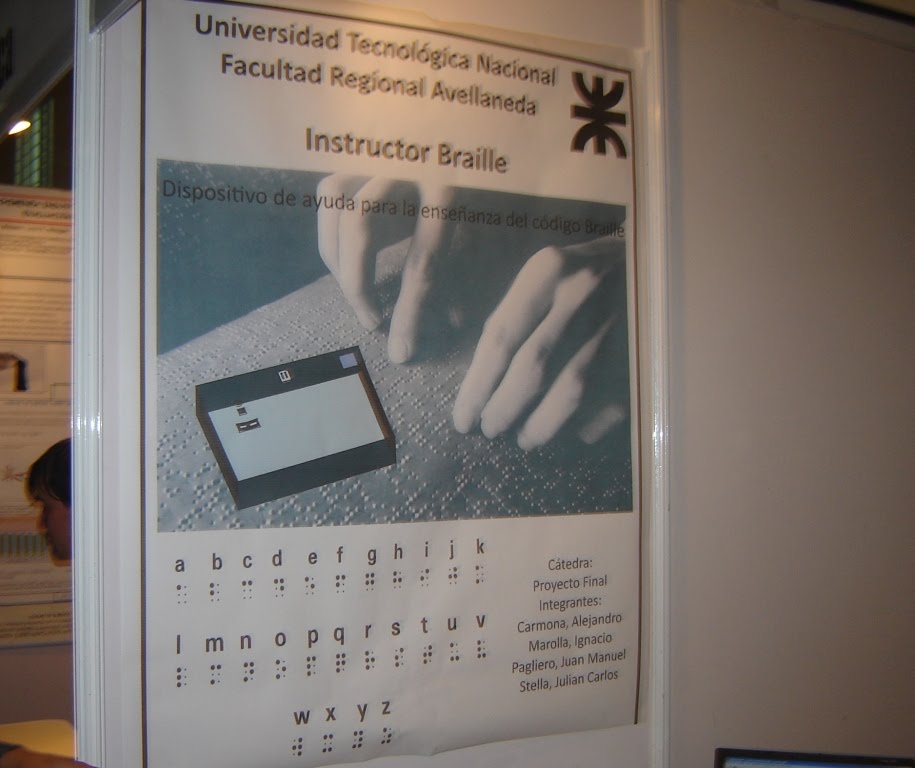 Universidad Tecnológica Nacional
Facultad Regional Avellaneda
Instructor Braille
Dispositivo de ayuda para la enseñanza del código Braille
a b c d e f g h i j k
l m n o p q r s t u v
w x y z
Cátedra:
Proyecto Final
Integrantes:
Carmona, Alejandro
Marolla, Ignacio
Pagliero, Juan Manuel
Stella, Julian Carlos